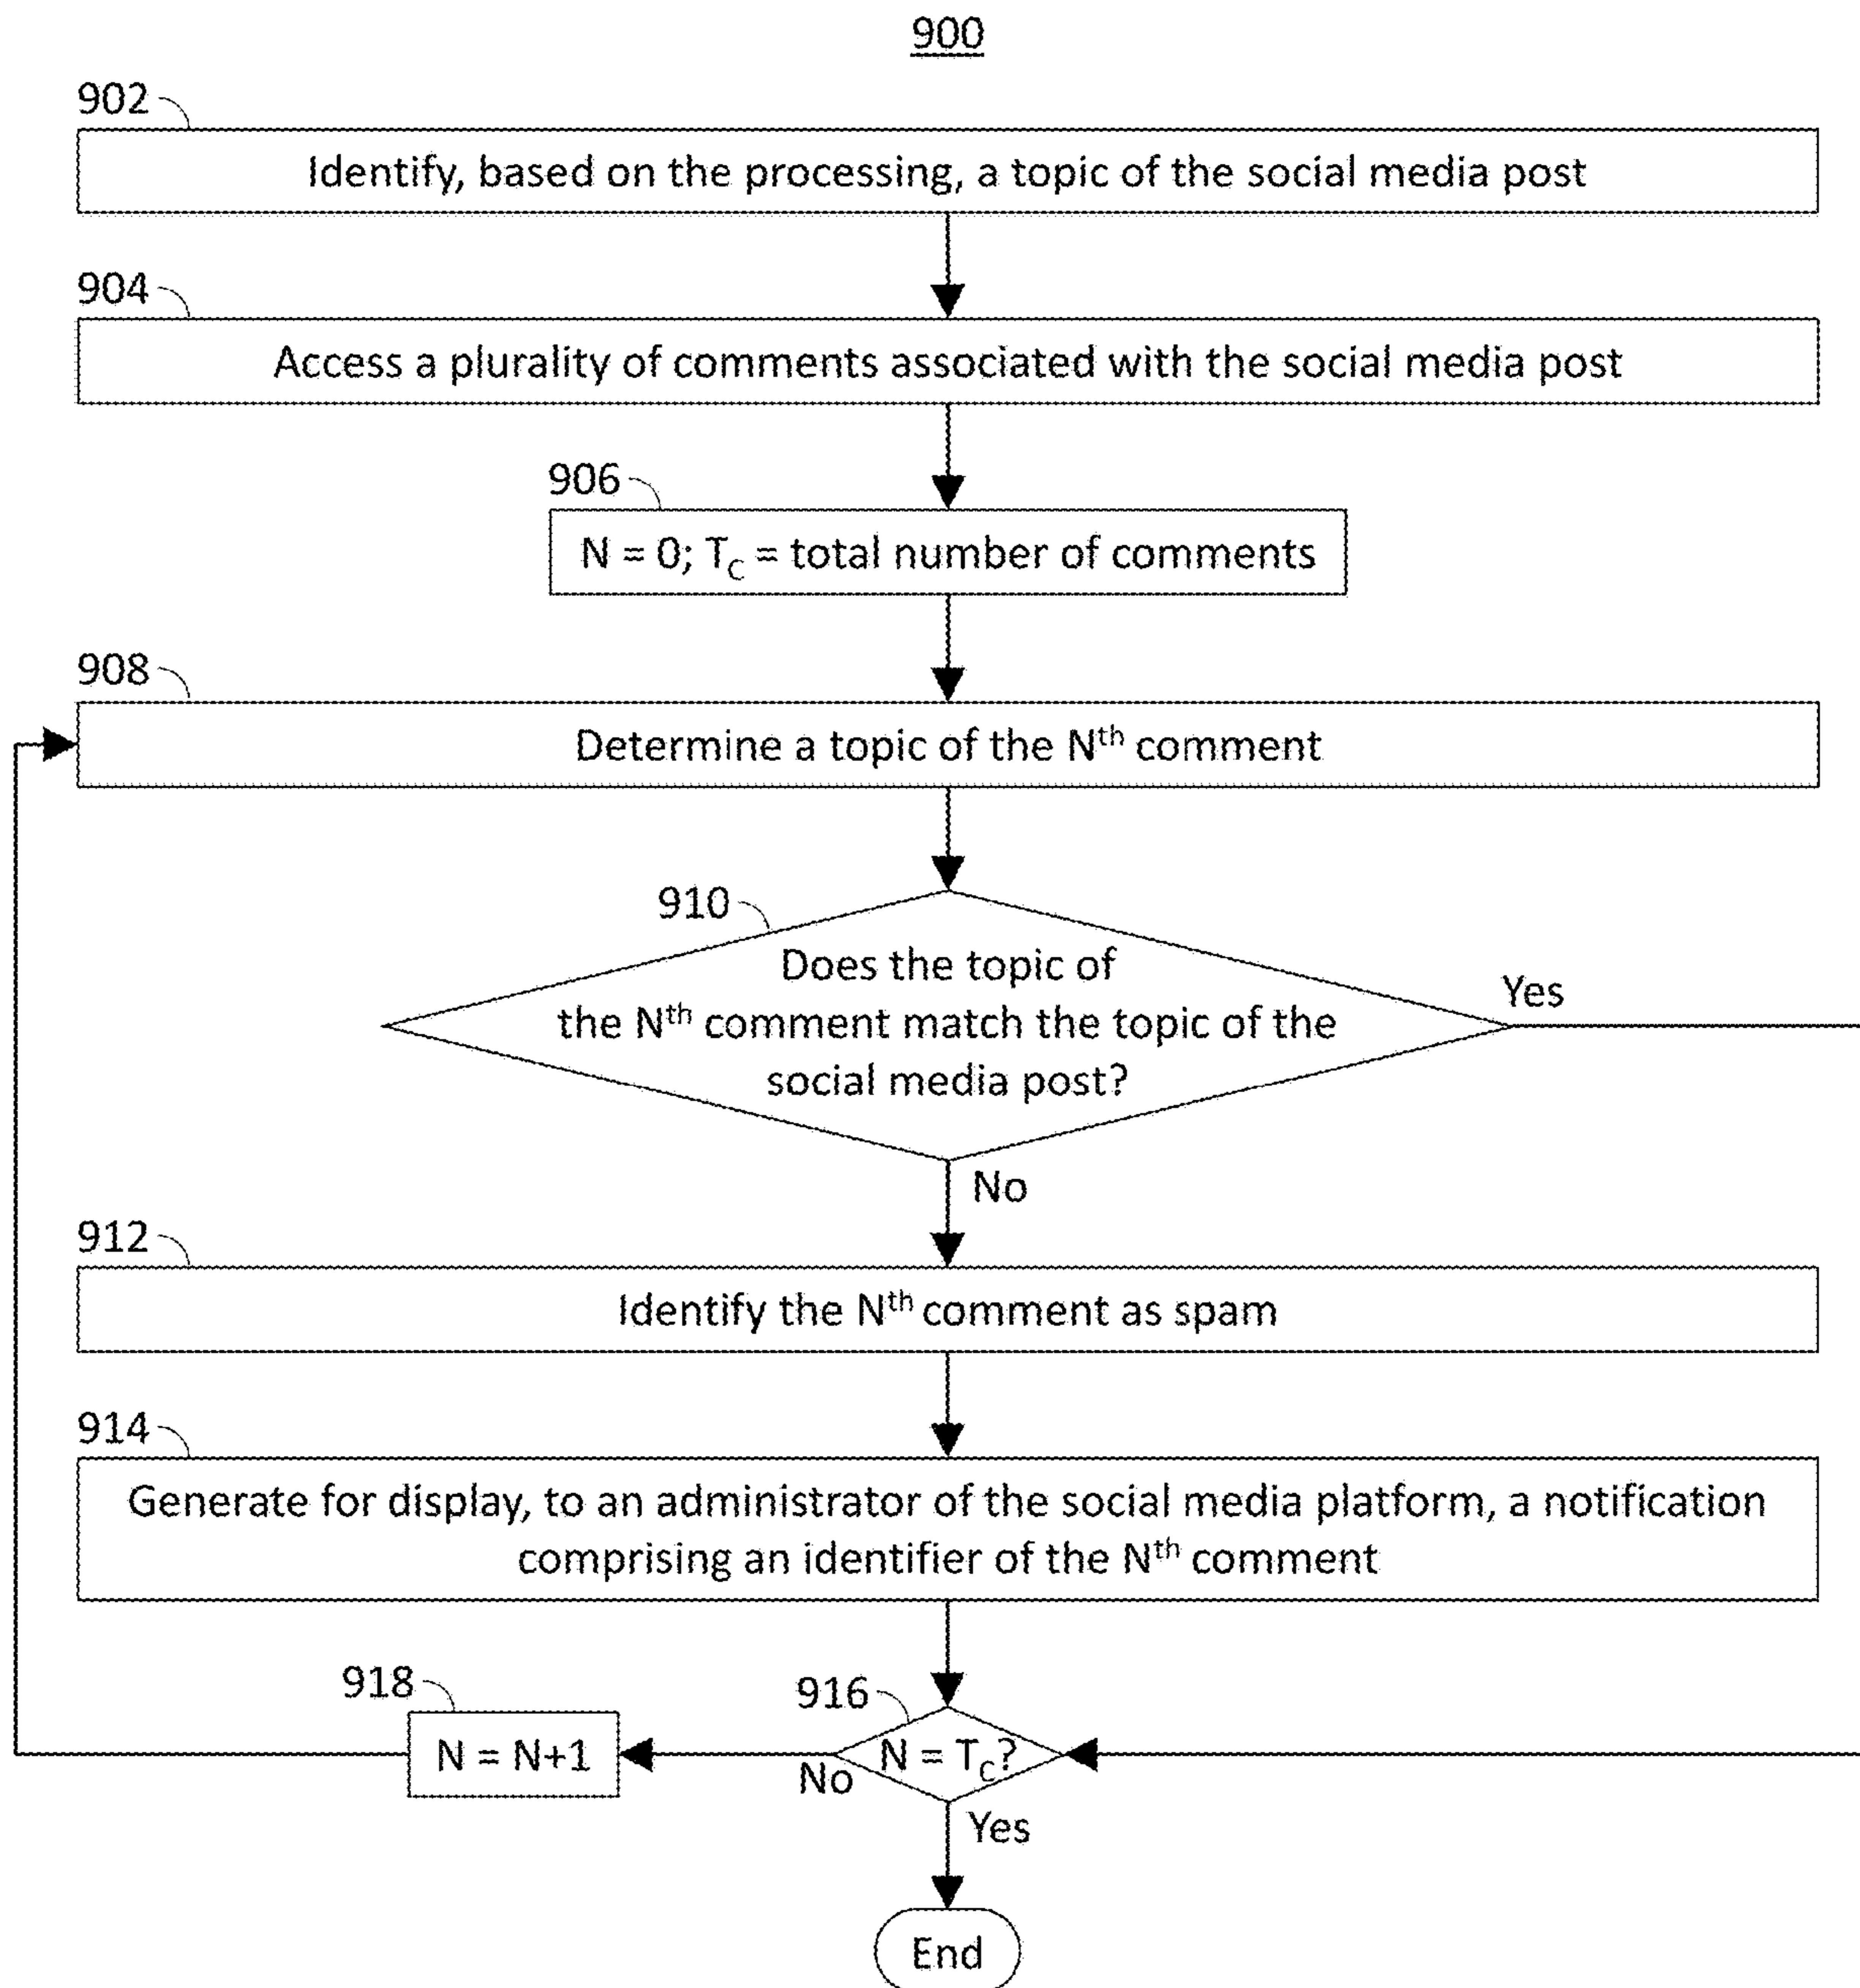 900
902
Identify, based on the processing, a topic of the social media post
904
Access a plurality of comments associated with the social media post
906
N = 0; T_C = total number of comments
908
Determine a topic of the Nth comment
910
Does the topic of
the Nth comment match the topic of the
social media post?
Yes
No
912
Identify the Nth comment as spam
914
Generate for display, to an administrator of the social media platform, a notification
comprising an identifier of the Nth comment
918
916
N = N+1
N = T_C?
No
Yes
End